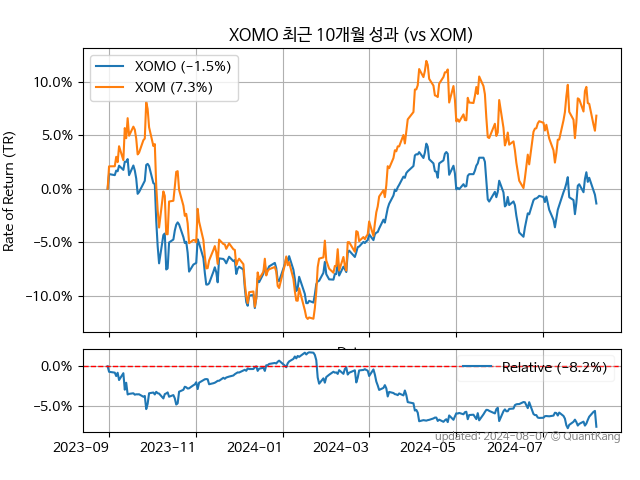 XOMO 최근 10개월 성과 (vs XOM)
XOMO (−1.5%)
XOM (7.3%)
Rate of Return (TR)
10.0%
5.0%
0.0%
−5.0%
−10.0%
Relative (−8.2%)
0.0%
−5.0%
2023-09
2023-11
2024-01
2024-03
2024-05
2024-07
updated: 2024-08-07 © QuantKang